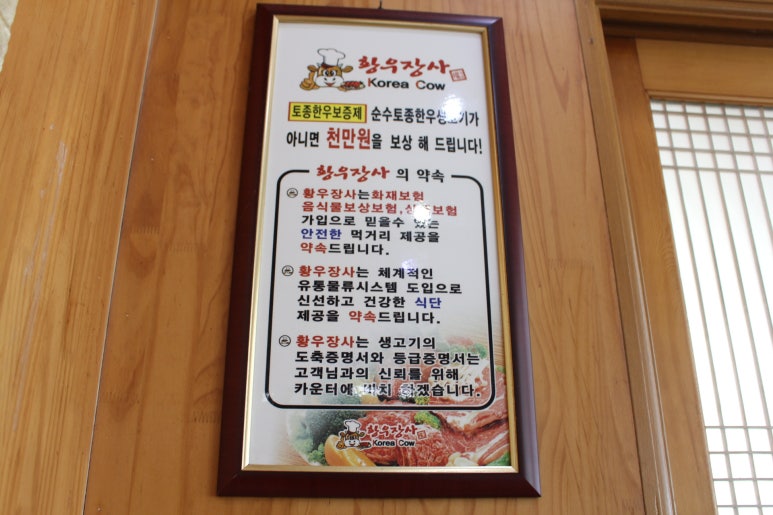 황우장사
Korea Cow
토종한우보증제 순수토종한우생고기가
아니면 천만원을 보상 해 드립니다!
황우장사 의 약속
황우장사는화재보험
음식물보상보험,
가입으로 믿을수 있는
안전한 먹거리 제공을
약속드립니다.
황우장사는 체계적인
유통물류시스템 도입으로
신선하고 건강한 식단
제공을 약속드립니다.
황우장사는 생고기의
도축증명서와 등급증명서는
고객님과의 신뢰를 위해
카운터에 비치 하겠습니다.
황우장사
Korea Cow